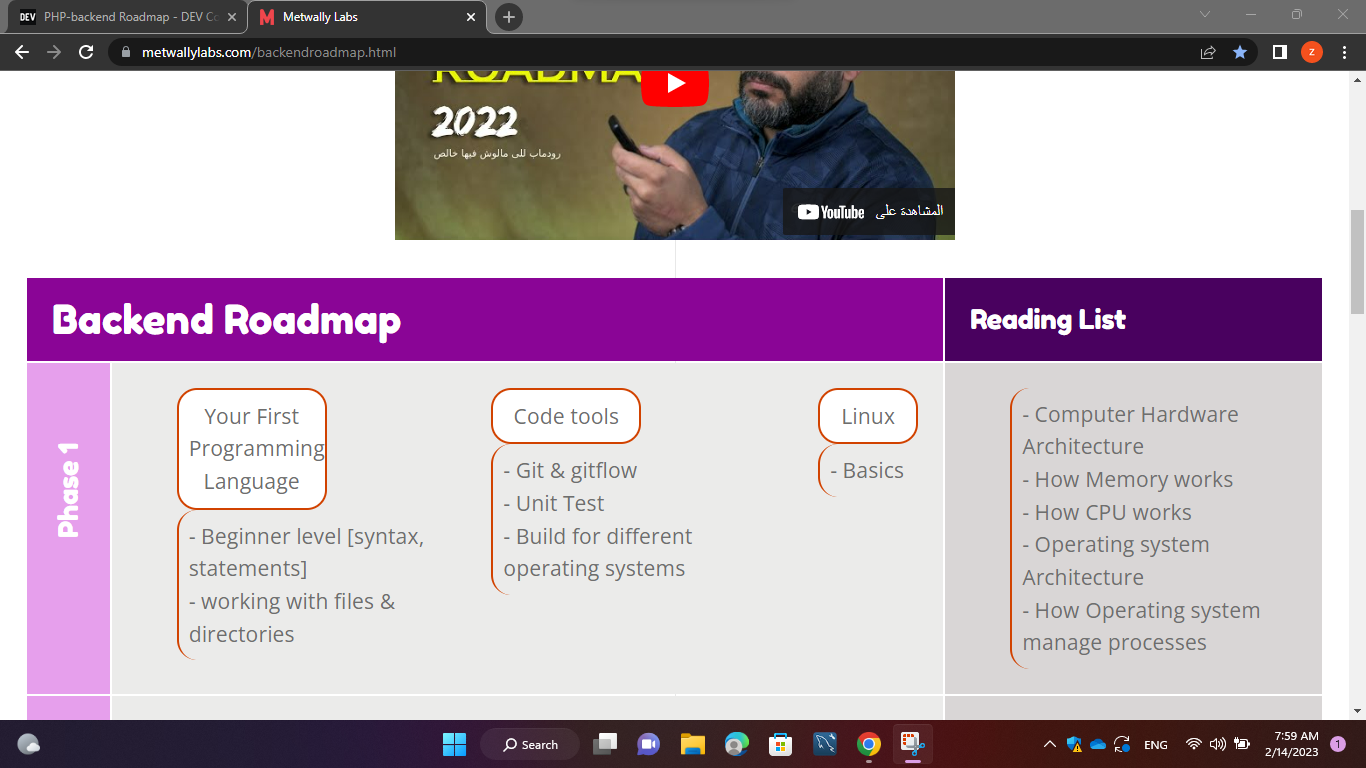 DEV PHP-backend Roadmap - DEV Co
Metwally Labs
metwallylabs.com/backendroadmap.html
z
ROADMA
2022
رودماب للى مالوش فيها خالص
المشاهدة على YouTube
Backend Roadmap
Reading List
Phase 1
Your First
Programming
Language
- Beginner level [syntax,
statements]
- working with files &
directories
Code tools
- Git & gitflow
- Unit Test
- Build for different
operating systems
Linux
- Basics
- Computer Hardware
Architecture
- How Memory works
- How CPU works
- Operating system
Architecture
- How Operating system
manage processes
Search
ENG
7:59 AM
2/14/2023
1